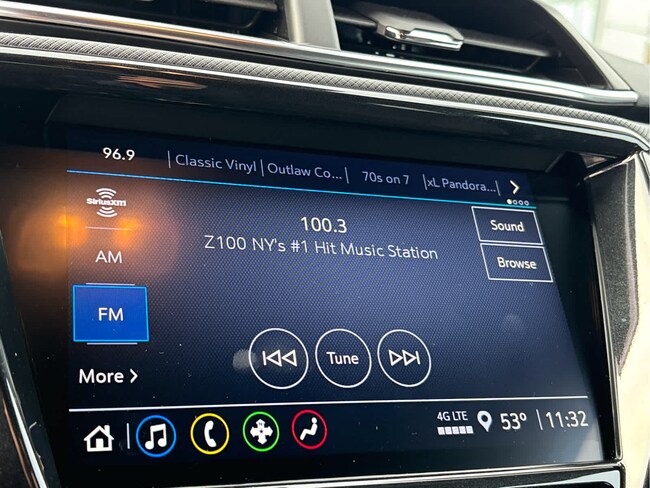 96.9 Classic Vinyl Outlaw Co... 70s on 7 xL Pandora...
SiriusXM
AM
FM
More
100.3
Z100 NY's #1 Hit Music Station
Sound
Browse
Tune
4G LTE 53° 11:32